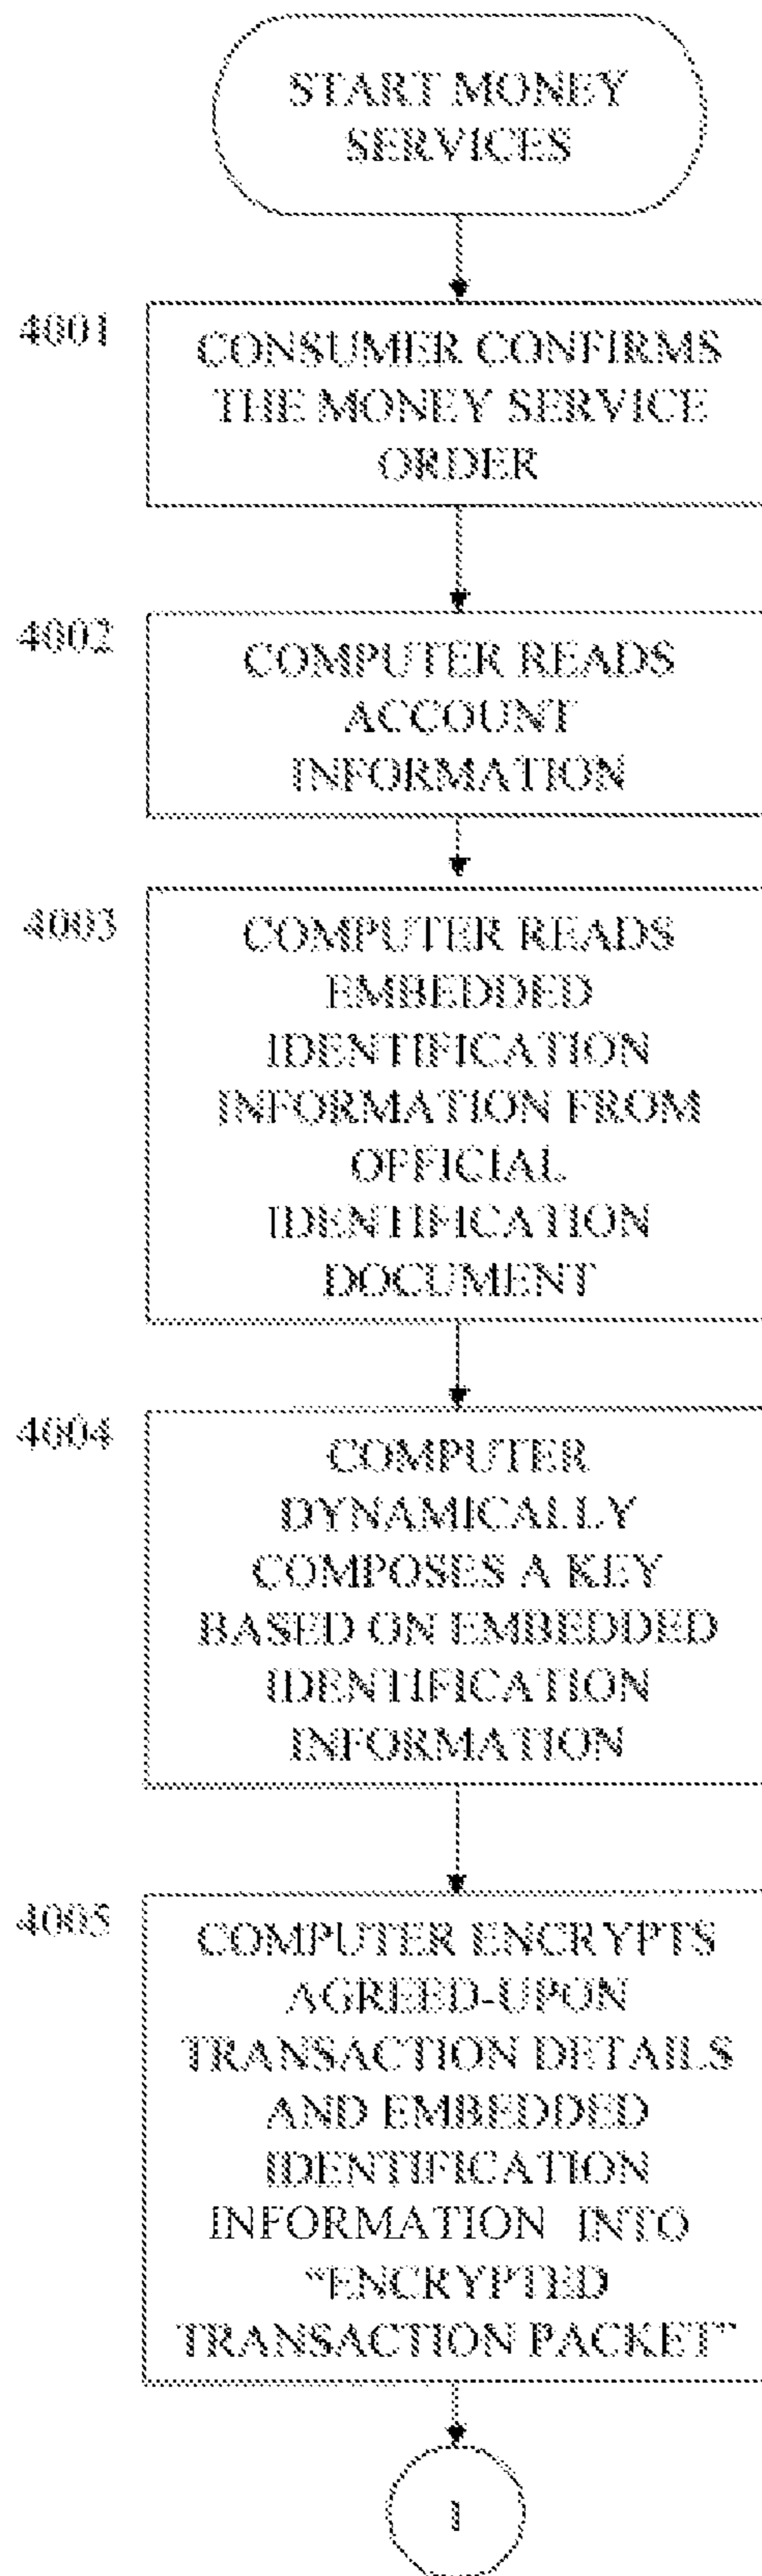 START MONEY
SERVICES
4001
CONSUMER CONFIRMS
THE MONEY SERVICE
ORDER
4002
COMPUTER READS
ACCOUNT
INFORMATION
4003
COMPUTER READS
EMBEDDED
IDENTIFICATION
INFORMATION FROM
OFFICIAL
IDENTIFICATION
DOCUMENT
4004
COMPUTER
DYNAMICALLY
COMPOSES A KEY
BASED ON EMBEDDED
IDENTIFICATION
INFORMATION
4005
COMPUTER ENCRYPTS
AGREED-UPON
TRANSACTION DETAILS
AND EMBEDDED
IDENTIFICATION
INFORMATION INTO
“ENCRYPTED
TRANSACTION PACKET”
1